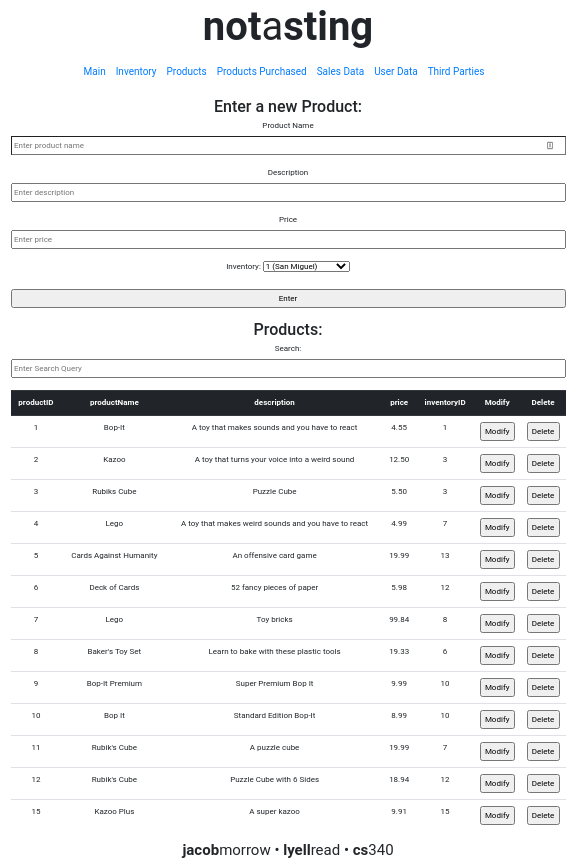 notasting
Main Inventory Products Products Purchased Sales Data User Data Third Parties
Enter a new Product:
Product Name
Enter product name
Description
Enter description
Price
Enter price
Inventory: 1 (San Miguel)
Enter
Products:
Search:
Enter Search Query
productID productName description price inventoryID Modify Delete
1 Bop-It A toy that makes sounds and you have to react 4.55 1 Modify Delete
2 Kazoo A toy that turns your voice into a weird sound 12.50 3 Modify Delete
3 Rubiks Cube Puzzle Cube 5.50 3 Modify Delete
4 Lego A toy that makes weird sounds and you have to react 4.99 7 Modify Delete
5 Cards Against Humanity An offensive card game 19.99 13 Modify Delete
6 Deck of Cards 52 fancy pieces of paper 5.98 12 Modify Delete
7 Lego Toy bricks 99.84 8 Modify Delete
8 Baker's Toy Set Learn to bake with these plastic tools 19.33 6 Modify Delete
9 Bop-It Premium Super Premium Bop It 9.99 10 Modify Delete
10 Bop It Standard Edition Bop-It 8.99 10 Modify Delete
11 Rubik's Cube A puzzle cube 19.99 7 Modify Delete
12 Rubik's Cube Puzzle Cube with 6 Sides 18.94 12 Modify Delete
15 Kazoo Plus A super kazoo 9.91 15 Modify Delete
jacobmorrow • lyellread • cs340